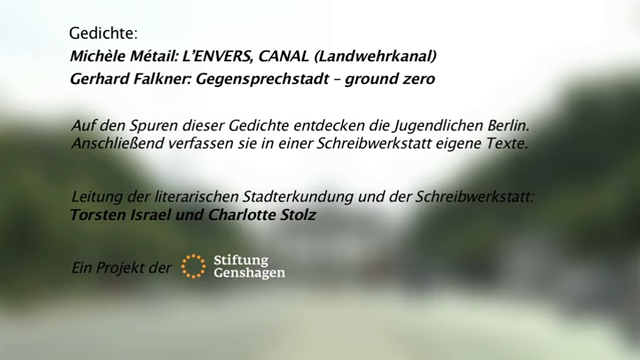 Gedichte:
Michèle Métail: L’ENVERS, CANAL (Landwehrkanal)
Gerhard Falkner: Gegensprechstadt – ground zero
Auf den Spuren dieser Gedichte entdecken die Jugendlichen Berlin.
Anschließend verfassen sie in einer Schreibwerkstatt eigene Texte.
Leitung der literarischen Stadterkundung und der Schreibwerkstatt:
Torsten Israel und Charlotte Stolz
Ein Projekt der Stiftung
Genshagen